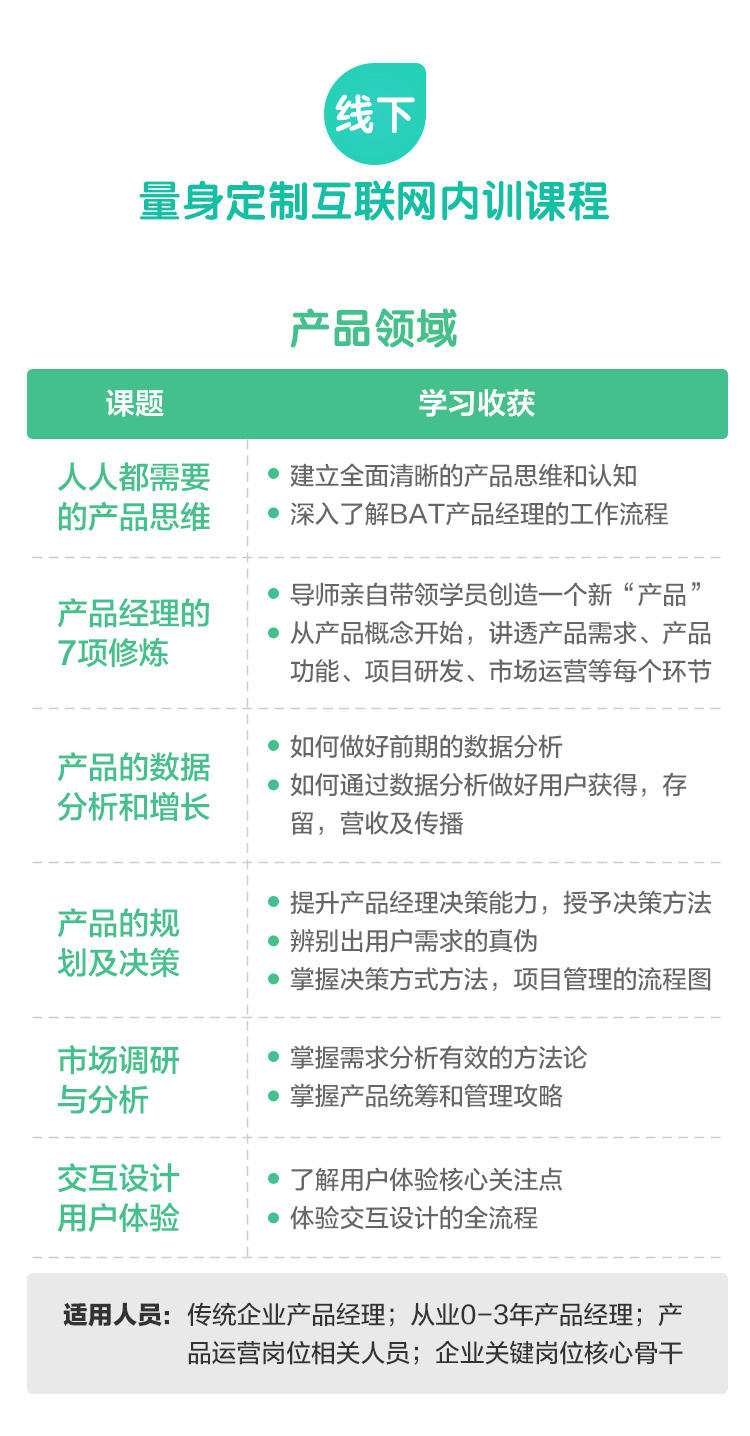 线下
量身定制互联网内训课程
产品领域
课题
学习收获
人人都需要
的产品思维
建立全面清晰的产品思维和认知
深入了解BAT产品经理的工作流程
产品经理的
7项修炼
导师亲自带领学员创造一个新“产品”
从产品概念开始，讲透产品需求、产品
功能、项目研发、市场运营等每个环节
产品的数据
分析和增长
如何做好前期的数据分析
如何通过数据分析做好用户获得，存
留，营收及传播
产品的规
划及决策
提升产品经理决策能力，授予决策方法
辨别出用户需求的真伪
掌握决策方式方法，项目管理的流程图
市场调研
与分析
掌握需求分析有效的方法论
掌握产品统筹和管理攻略
交互设计
用户体验
了解用户体验核心关注点
体验交互设计的全流程
适用人员：传统企业产品经理；从业0-3年产品经理；产
品运营岗位相关人员；企业关键岗位核心骨干